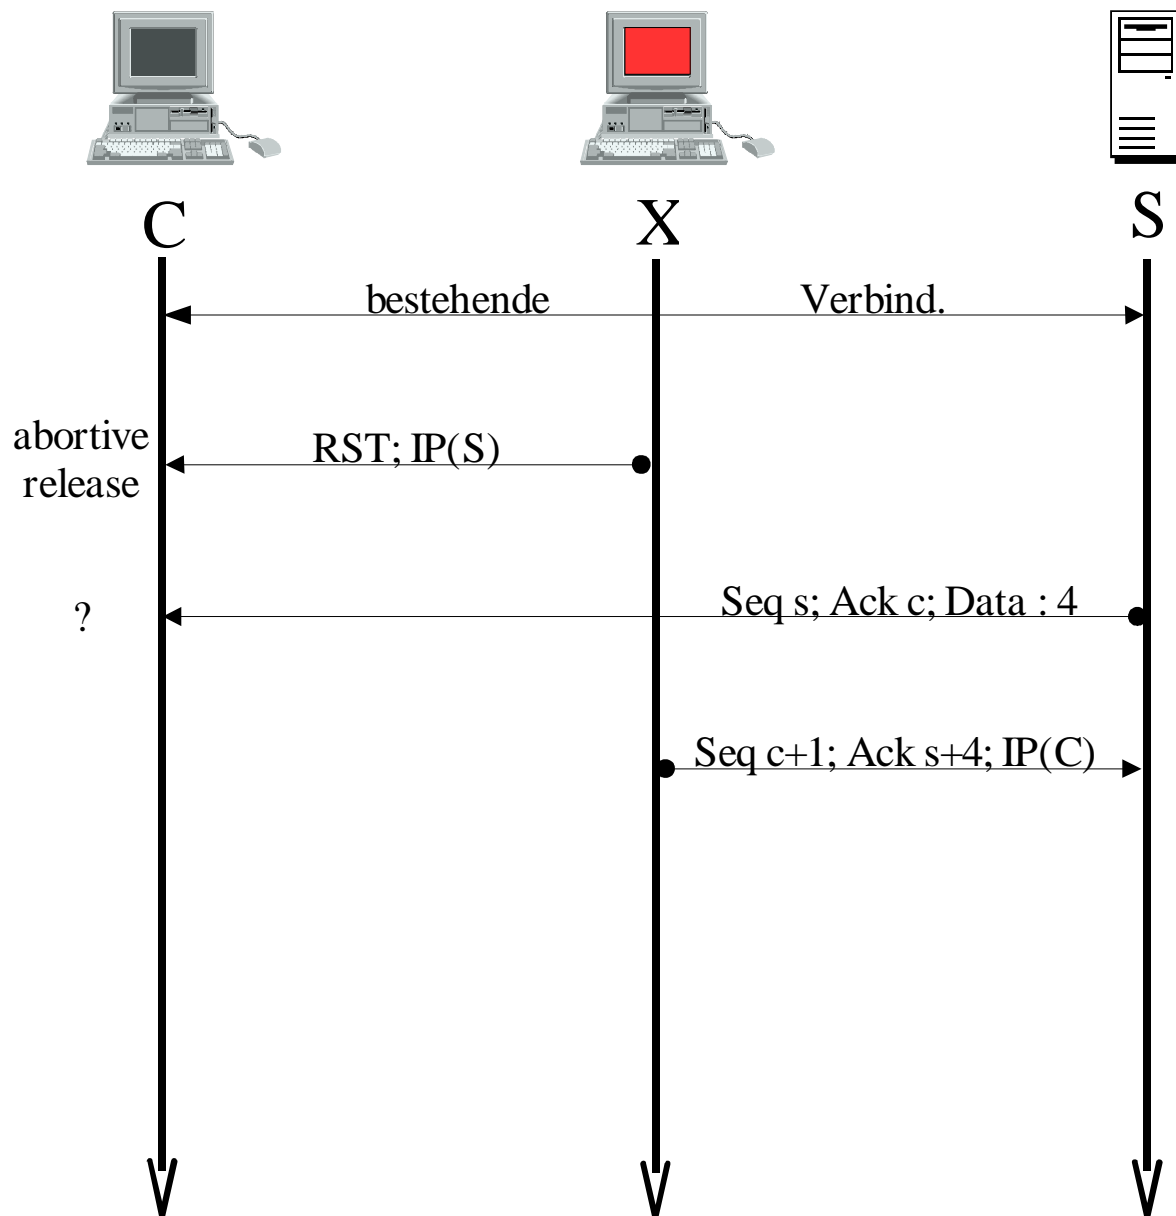 C
X
S
bestehende Verbind.
abortive
release
RST; IP(S)
?
Seq s; Ack c; Data : 4
Seq c+1; Ack s+4; IP(C)